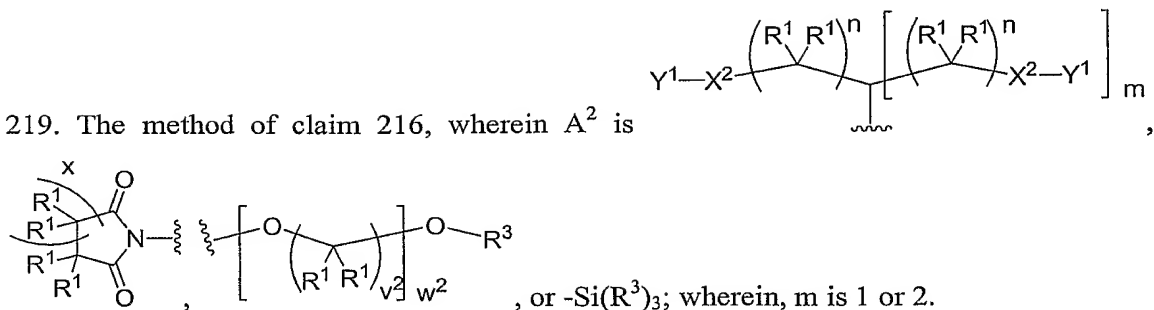 R¹ R¹ n R¹ R¹ n
Y¹—X² X²—Y¹ m
219. The method of claim 216, wherein A² is ,
x O
R¹
R¹ N O O—R³
R¹
R¹ O R¹ R¹ v² w²
, , or -Si(R³)₃; wherein, m is 1 or 2.